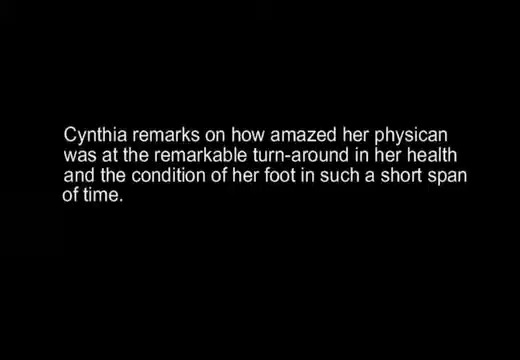 Cynthia remarks on how amazed her physican
was at the remarkable turn-around in her health
and the condition of her foot in such a short span
of time.